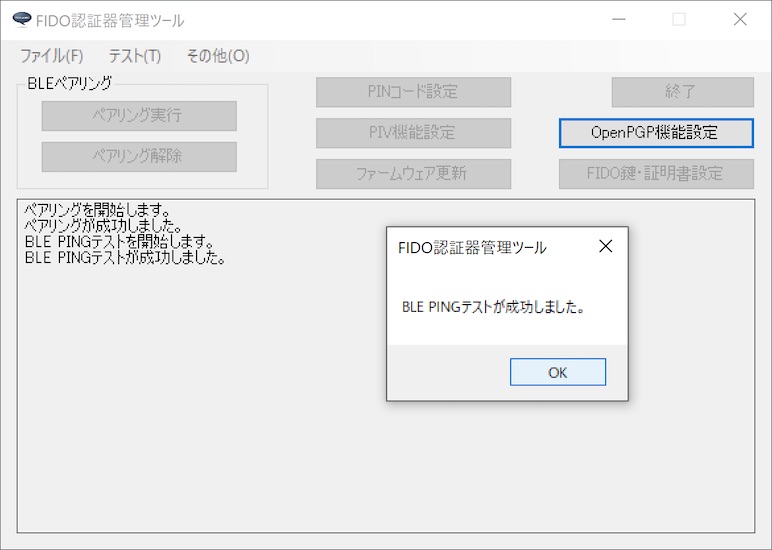 FIDO認証器管理ツール
ファイル(F) テスト(T) その他(O)
BLEペアリング
ペアリング実行
ペアリング解除
PINコード設定
PIV機能設定
ファームウェア更新
終了
OpenPGP機能設定
FIDO鍵・証明書設定
ペアリングを開始します。
ペアリングが成功しました。
BLE PINGテストを開始します。
BLE PINGテストが成功しました。
FIDO認証器管理ツール
BLE PINGテストが成功しました。
OK